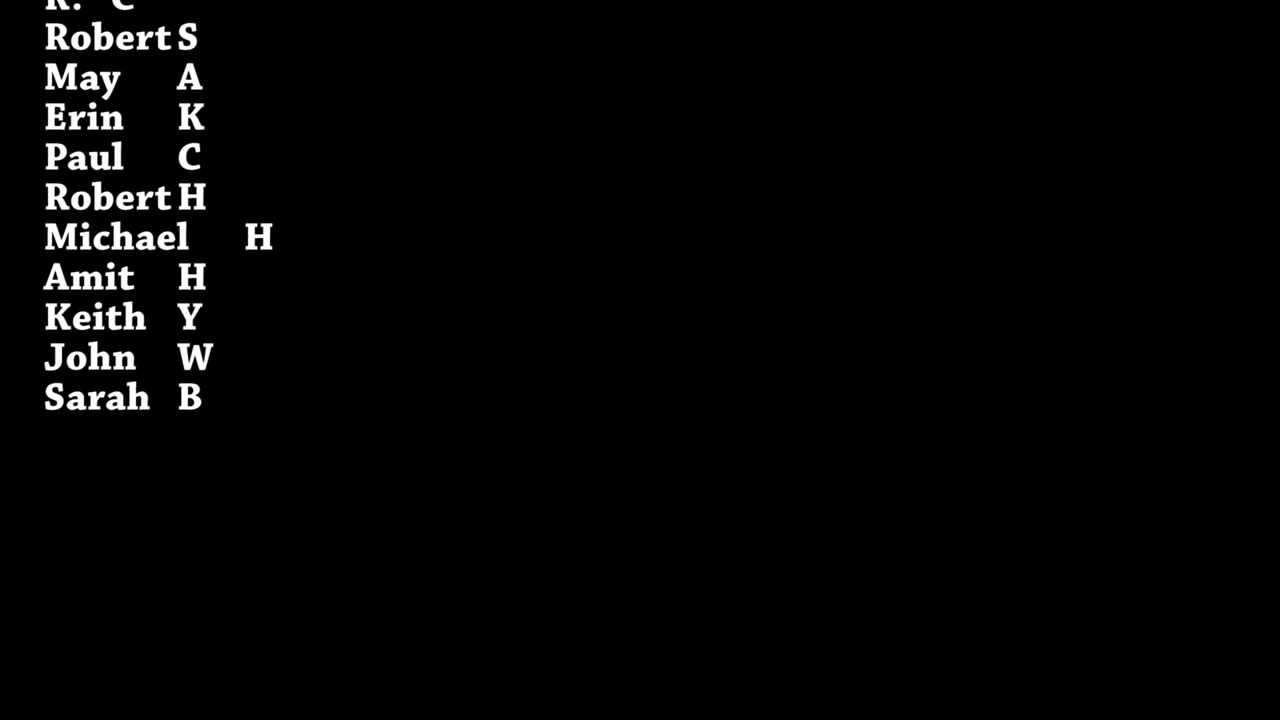 R. C
Robert S
May A
Erin K
Paul C
Robert H
Michael H
Amit H
Keith Y
John W
Sarah B